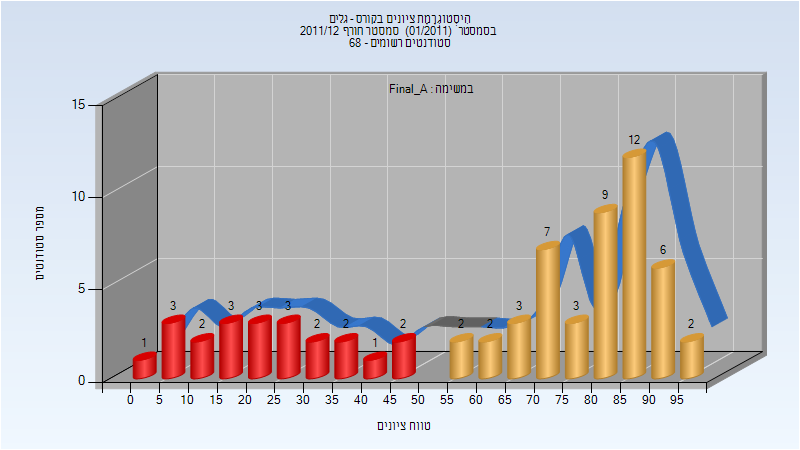 היסטוגרמת ציונים בקורס - גלים
בסמסטר (01/2011) סמסטר חורף 2011/12
סטודנטים רשומים - 68
במשימה : Final_A
מספר סטודנטים
15
10
5
0
1 3 2 3 3 3 2 2 1 2 2 2 3 7 3 9 12 6 2
0 5 10 15 20 25 30 35 40 45 50 55 60 65 70 75 80 85 90 95
טווח ציונים